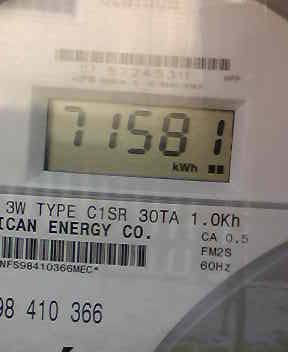 71581
kWh
3W TYPE C1SR 30TA 1.0Kh
ICAN ENERGY CO.
CA 0.5
FM2S
60HZ
NFS98410366MEC*
98 410 366